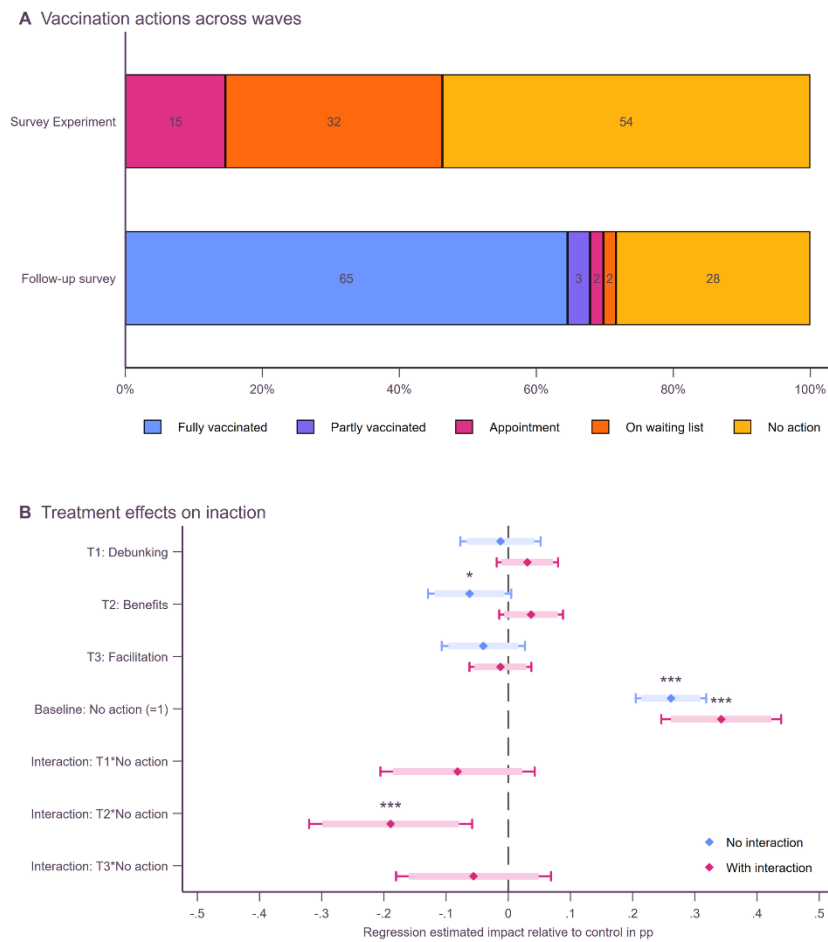 A Vaccination actions across waves
Survey Experiment
15 32 54
Follow-up survey
65 3 2 2 28
0% 20% 40% 60% 80% 100%
Fully vaccinated Partly vaccinated Appointment On waiting list No action
B Treatment effects on inaction
T1: Debunking
*
T2: Benefits
T3: Facilitation
***
Baseline: No action (=1)
***
Interaction: T1*No action
Interaction: T2*No action
***
Interaction: T3*No action
No interaction
With interaction
-.5 -.4 -.3 -.2 -.1 0 .1 .2 .3 .4 .5
Regression estimated impact relative to control in pp